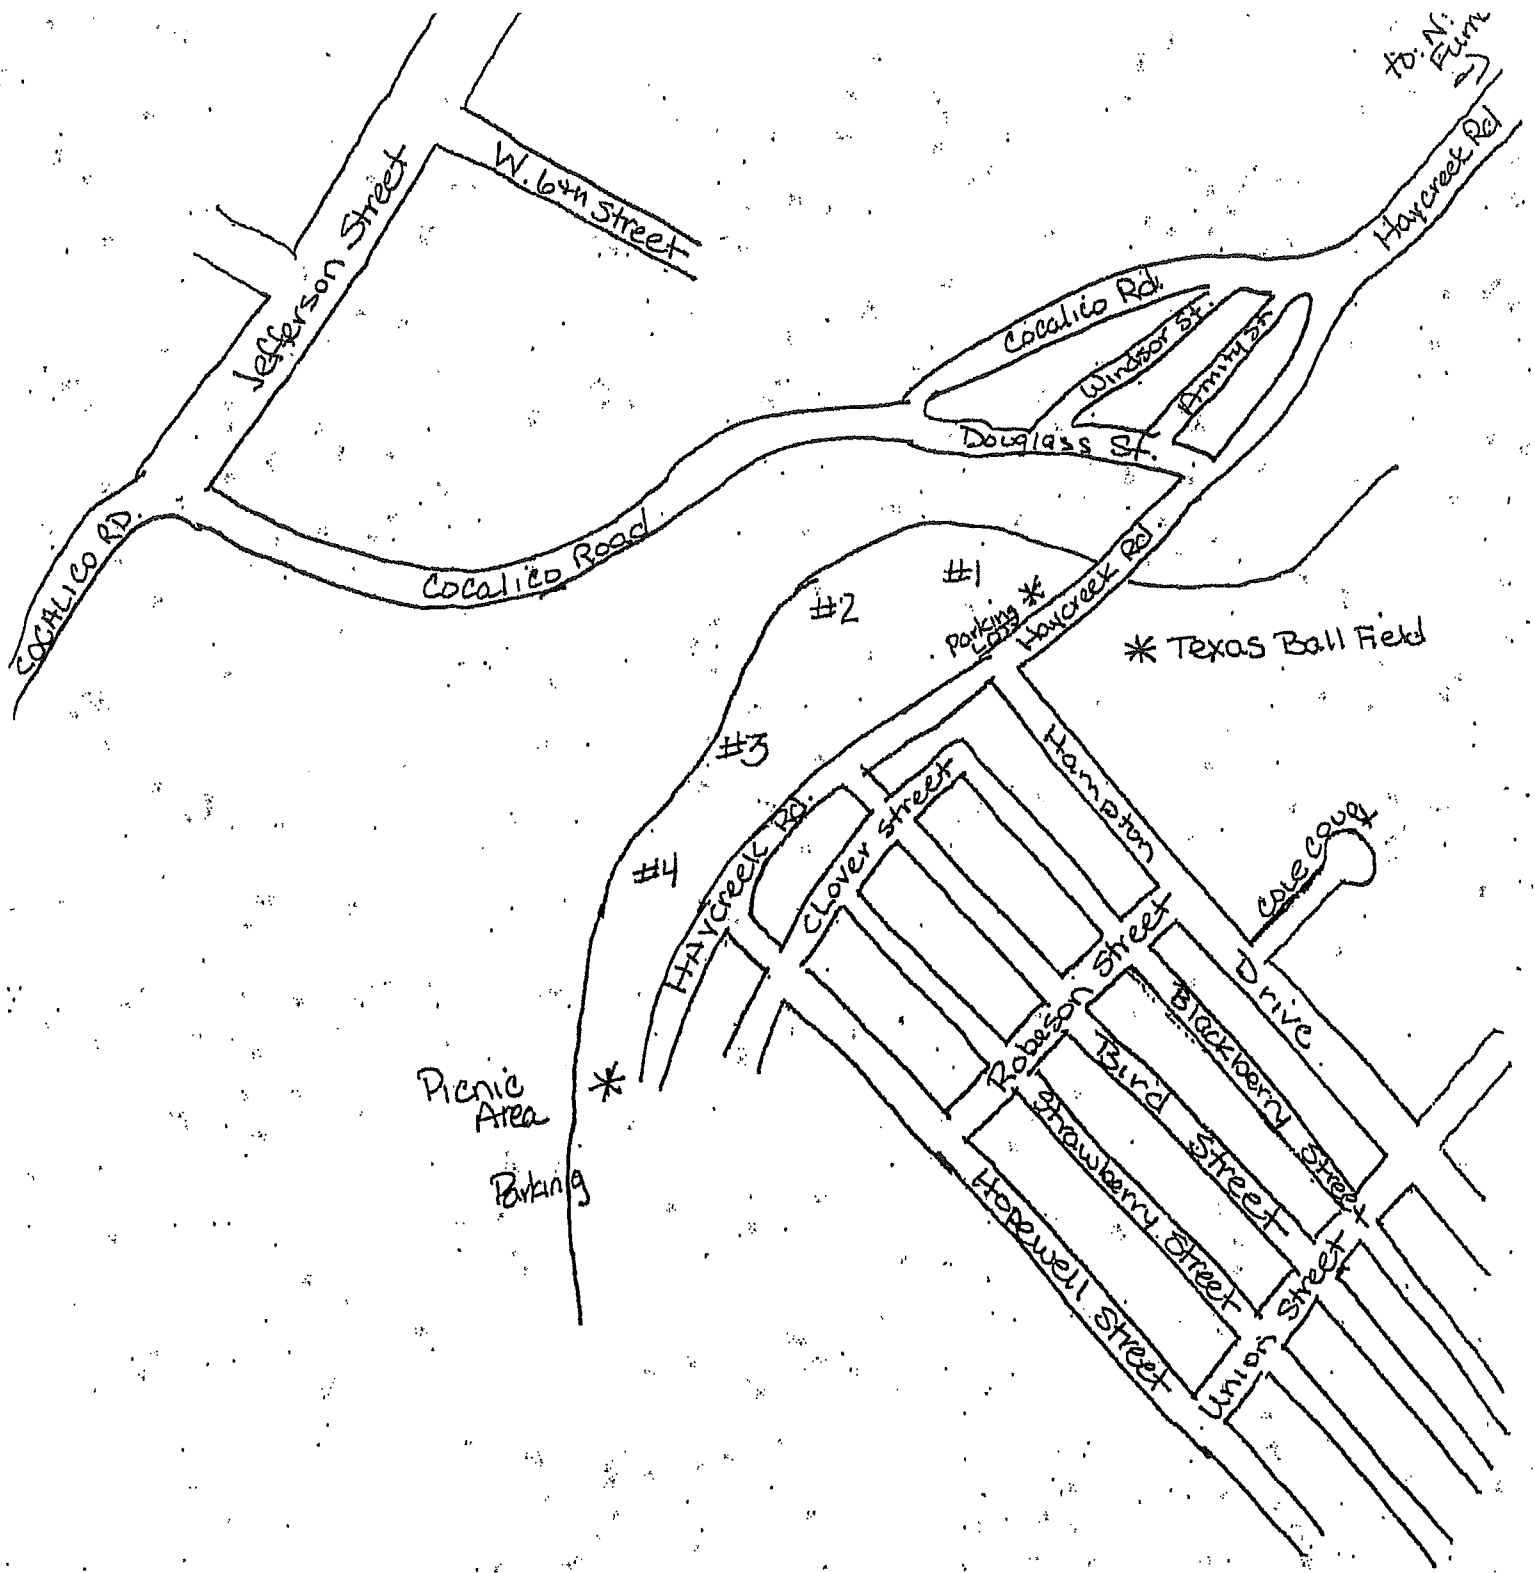 to: N.
W. 6th Street
Jefferson Street
Haycreek Rd
Cocalico Rd.
Windsor St.
Amity St.
Douglass St.
COCALICO RD.
Cocalico Road
Haycreek Rd.
#1
#2
parking
* Texas Ball Field
#3
Hampton
Drive
Haycreek Rd.
Clover Street
#4
Cole Court
Robeson Street
Blackberry Street
Bird Street
Strawberry Street
Picnic
Area
Parking
Hopewell Street
Union Street